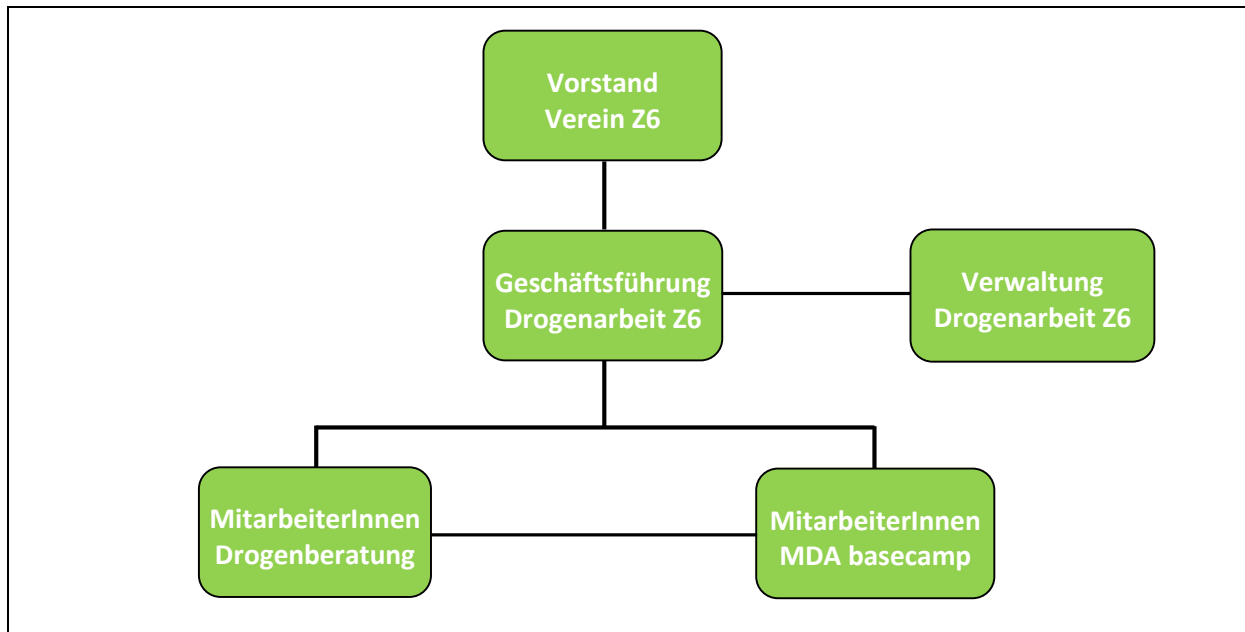 Vorstand
Verein Z6
Geschäftsführung
Drogenarbeit Z6
Verwaltung
Drogenarbeit Z6
MitarbeiterInnen
Drogenberatung
MitarbeiterInnen
MDA basecamp